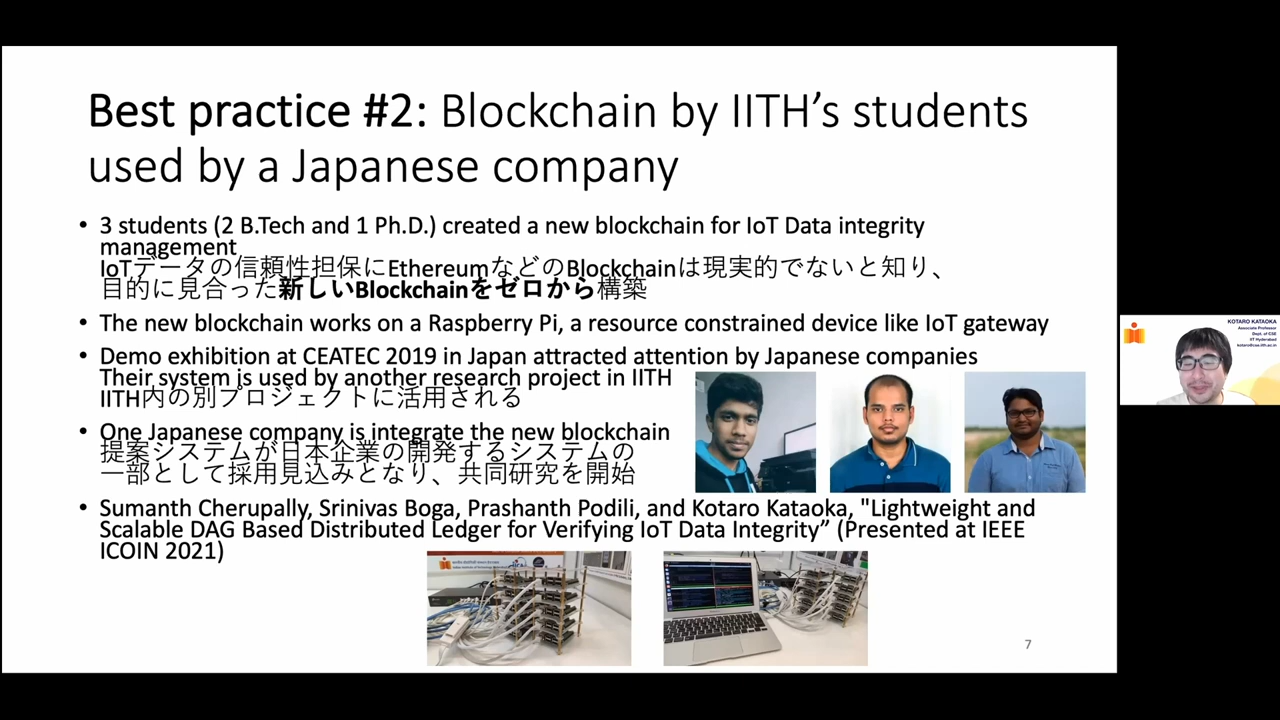 Best practice #2: Blockchain by IITH's students
used by a Japanese company
• 3 students (2 B.Tech and 1 Ph.D.) created a new blockchain for IoT Data integrity
management
IoTデータの信頼性担保にEthereumなどのBlockchainは現実的でないと知り、
目的に見合った新しいBlockchainをゼロから構築
• The new blockchain works on a Raspberry Pi, a resource constrained device like IoT gateway
• Demo exhibition at CEATEC 2019 in Japan attracted attention by Japanese companies
Their system is used by another research project in IITH
IITH内の別プロジェクトに活用される
• One Japanese company is integrate the new blockchain
提案システムが日本企業の開発するシステムの
一部として採用見込みとなり、共同研究を開始
• Sumanth Cherupally, Srinivas Boga, Prashanth Podili, and Kotaro Kataoka, "Lightweight and
Scalable DAG Based Distributed Ledger for Verifying IoT Data Integrity” (Presented at IEEE
ICOIN 2021)
7
KOTARO KATAOKA
Associate Professor
Dept. of CSE
IIT Hyderabad
kotaro@cse.iith.ac.in